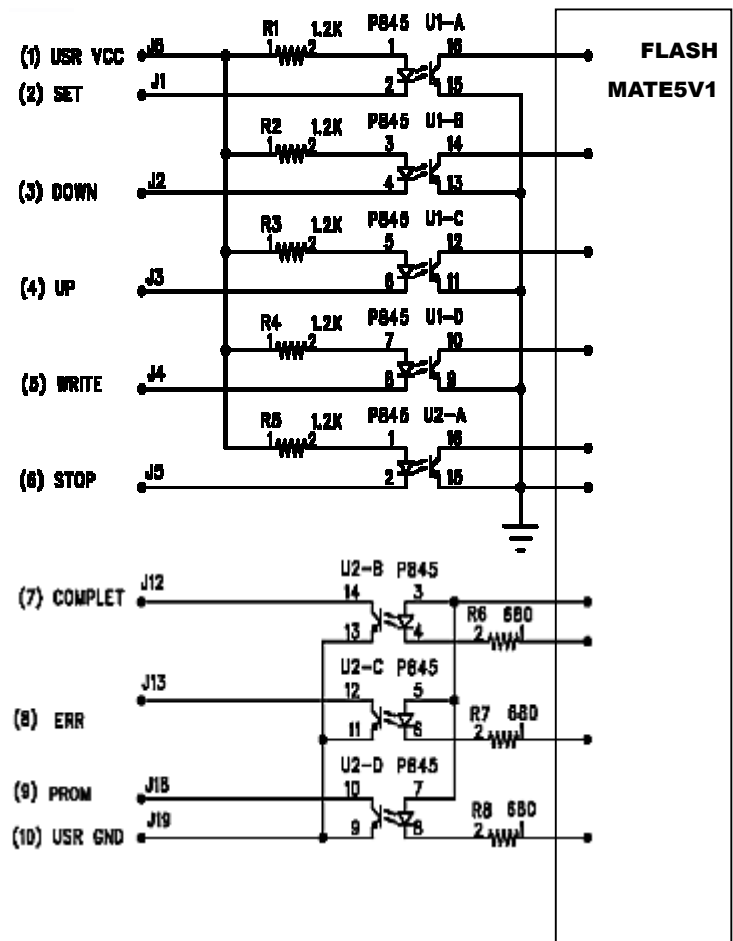 R1 1.2K P845 U1-A
(1) USR VCC J6 1 2 1 16 FLASH
(2) SET J1 2 15 MATE5V1
R2 1.2K P845 U1-B
1 2 3 14
(3) DOWN J2 4 13
R3 1.2K P845 U1-C
1 2 5 12
(4) UP J3 6 11
R4 1.2K P845 U1-D
1 2 7 10
(5) WRITE J4 8 9
R5 1.2K P845 U2-A
1 2 1 16
(6) STOP J5 2 15
U2-B P845
(7) COMPLET J12 14 3
R6 680
13 4 2 1
U2-C P845
J13 12 5
R7 680
(8) ERR 11 6 2 1
U2-D P845
(9) PROM J18 10 7
R8 680
(10) USR GND J19 9 8 2 1